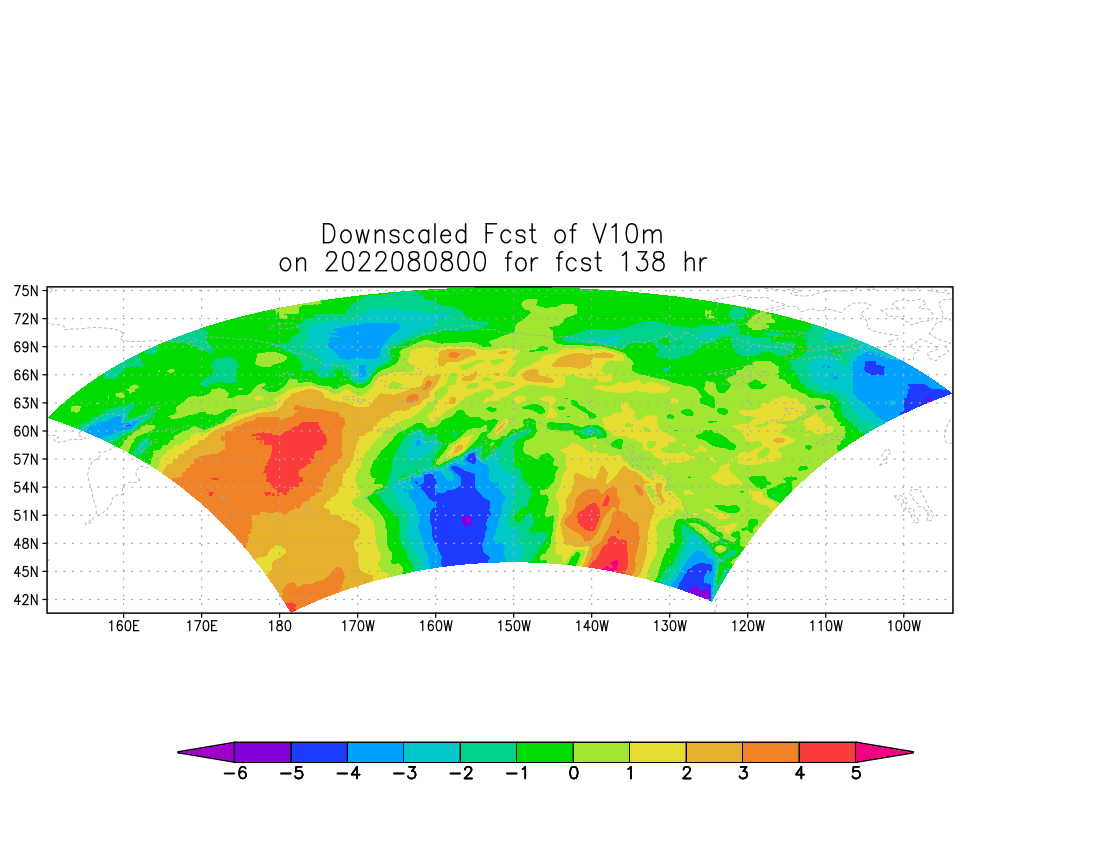 Downscaled Fcst of V10m
on 2022080800 for fcst 138 hr
75N
72N
69N
66N
63N
60N
57N
54N
51N
48N
45N
42N
160E 170E 180 170W 160W 150W 140W 130W 120W 110W 100W
−6 −5 −4 −3 −2 −1 0 1 2 3 4 5